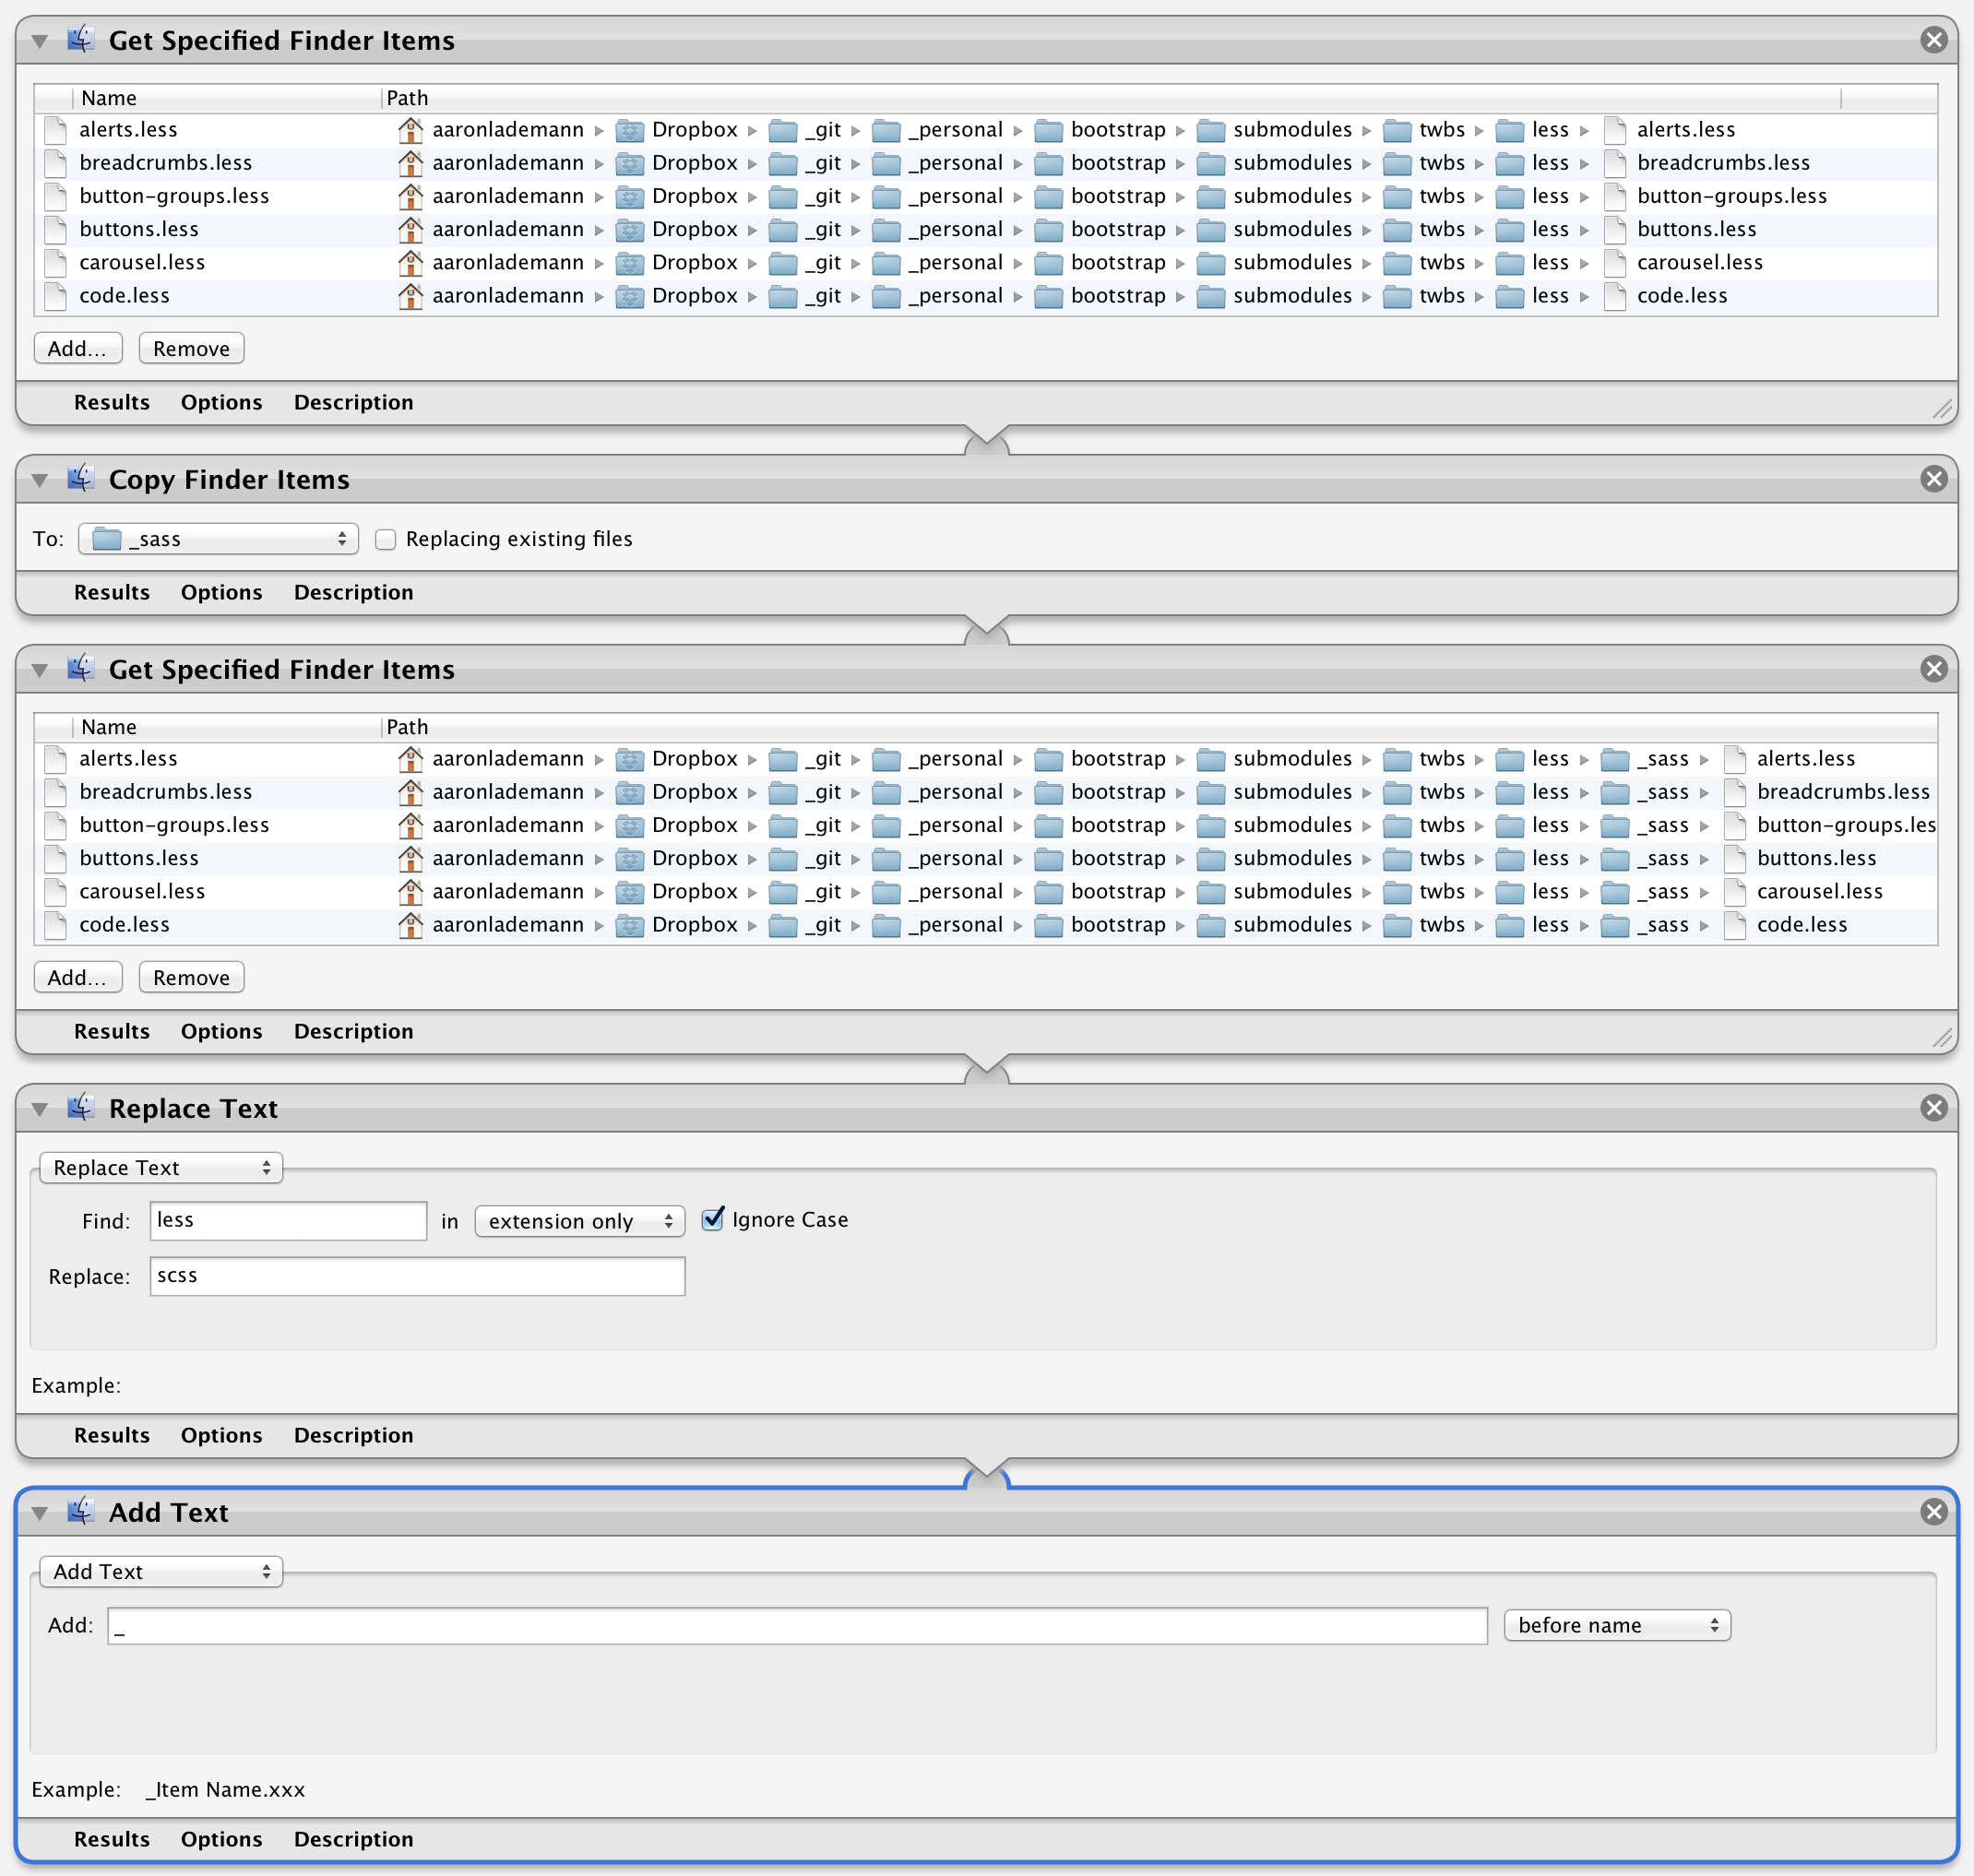 Get Specified Finder Items
Name Path
alerts.less aaronlademann Dropbox _git _personal bootstrap submodules twbs less alerts.less
breadcrumbs.less aaronlademann Dropbox _git _personal bootstrap submodules twbs less breadcrumbs.less
button-groups.less aaronlademann Dropbox _git _personal bootstrap submodules twbs less button-groups.less
buttons.less aaronlademann Dropbox _git _personal bootstrap submodules twbs less buttons.less
carousel.less aaronlademann Dropbox _git _personal bootstrap submodules twbs less carousel.less
code.less aaronlademann Dropbox _git _personal bootstrap submodules twbs less code.less
Add... Remove
Results Options Description
Copy Finder Items
To: _sass Replacing existing files
Results Options Description
Get Specified Finder Items
Name Path
alerts.less aaronlademann Dropbox _git _personal bootstrap submodules twbs less _sass alerts.less
breadcrumbs.less aaronlademann Dropbox _git _personal bootstrap submodules twbs less _sass breadcrumbs.less
button-groups.less aaronlademann Dropbox _git _personal bootstrap submodules twbs less _sass button-groups.les
buttons.less aaronlademann Dropbox _git _personal bootstrap submodules twbs less _sass buttons.less
carousel.less aaronlademann Dropbox _git _personal bootstrap submodules twbs less _sass carousel.less
code.less aaronlademann Dropbox _git _personal bootstrap submodules twbs less _sass code.less
Add... Remove
Results Options Description
Replace Text
Replace Text
Find: less in extension only Ignore Case
Replace: scss
Example:
Results Options Description
Add Text
Add Text
Add: _ before name
Example: _Item Name.xxx
Results Options Description